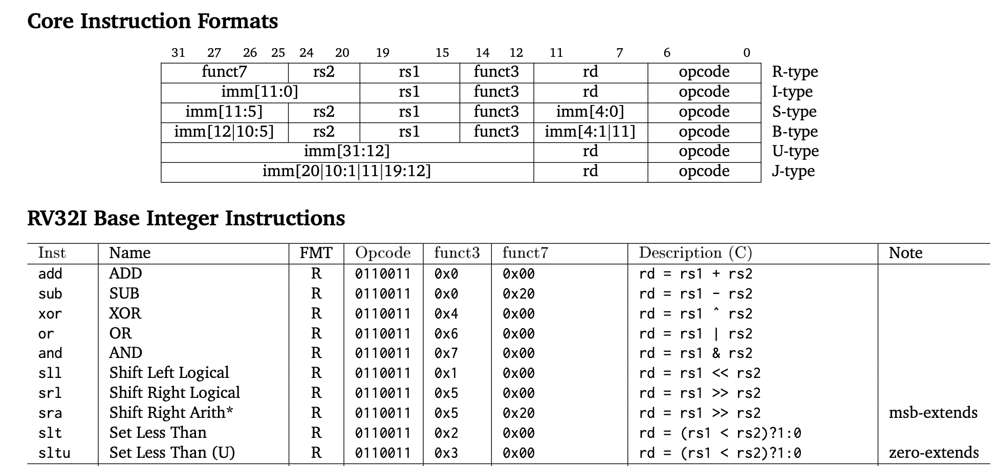 Core Instruction Formats
31 27 26 25 24 20 19 15 14 12 11 7 6 0
funct7 rs2 rs1 funct3 rd opcode R-type
imm[11:0] rs1 funct3 rd opcode I-type
imm[11:5] rs2 rs1 funct3 imm[4:0] opcode S-type
imm[12|10:5] rs2 rs1 funct3 imm[4:1|11] opcode B-type
imm[31:12] rd opcode U-type
imm[20|10:1|11|19:12] rd opcode J-type
RV32I Base Integer Instructions
Inst Name FMT Opcode funct3 funct7 Description (C) Note
add ADD R 0110011 0x0 0x00 rd = rs1 + rs2
sub SUB R 0110011 0x0 0x20 rd = rs1 - rs2
xor XOR R 0110011 0x4 0x00 rd = rs1 ^ rs2
or OR R 0110011 0x6 0x00 rd = rs1 | rs2
and AND R 0110011 0x7 0x00 rd = rs1 & rs2
sll Shift Left Logical R 0110011 0x1 0x00 rd = rs1 << rs2
srl Shift Right Logical R 0110011 0x5 0x00 rd = rs1 >> rs2
sra Shift Right Arith* R 0110011 0x5 0x20 rd = rs1 >> rs2 msb-extends
slt Set Less Than R 0110011 0x2 0x00 rd = (rs1 < rs2)?1:0
sltu Set Less Than (U) R 0110011 0x3 0x00 rd = (rs1 < rs2)?1:0 zero-extends